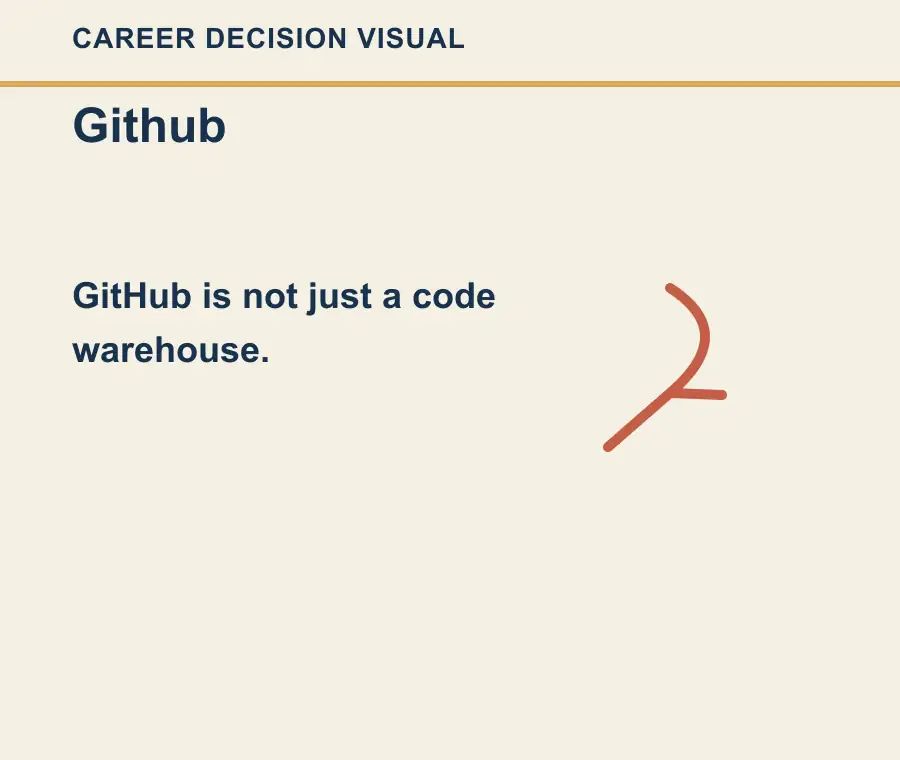 CAREER DECISION VISUAL
Github
GitHub is not just a code
warehouse.